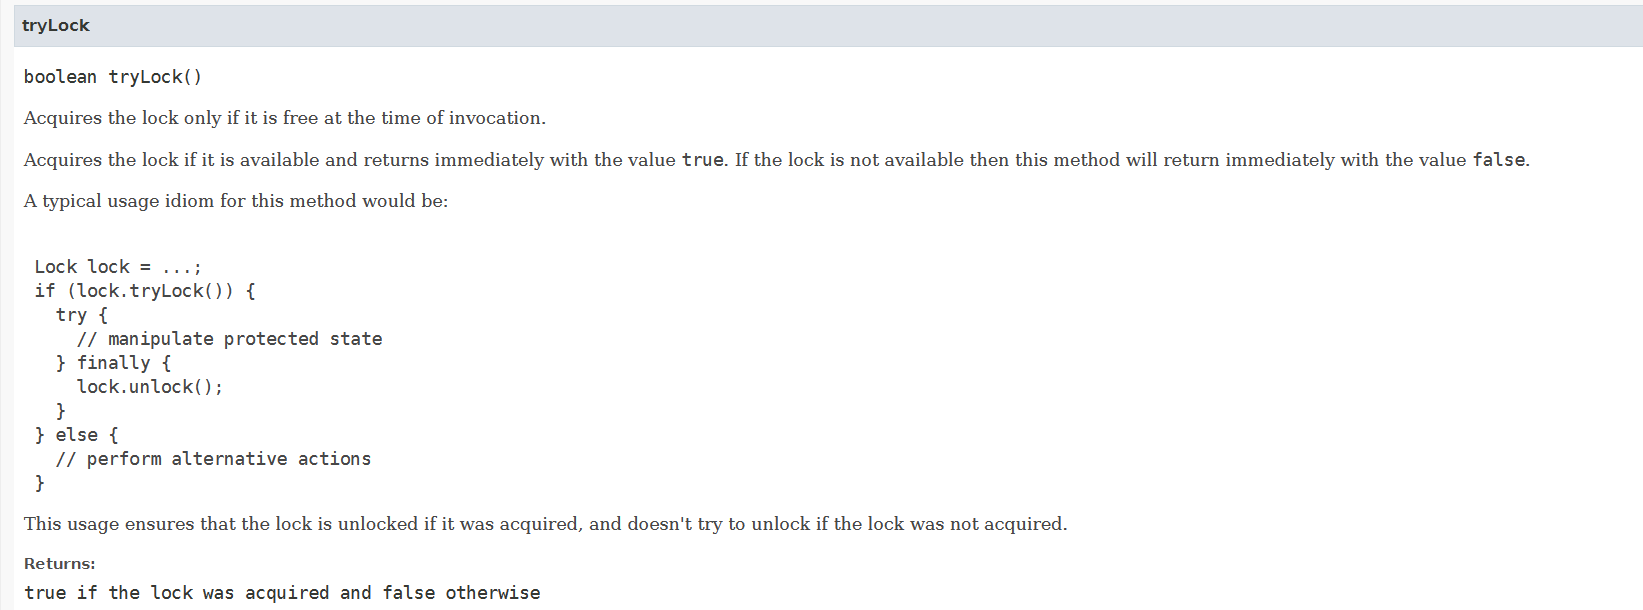 tryLock
boolean tryLock()
Acquires the lock only if it is free at the time of invocation.
Acquires the lock if it is available and returns immediately with the value true. If the lock is not available then this method will return immediately with the value false.
A typical usage idiom for this method would be:
Lock lock = ...;
if (lock.tryLock()) {
  try {
    // manipulate protected state
  } finally {
    lock.unlock();
  }
} else {
  // perform alternative actions
}
This usage ensures that the lock is unlocked if it was acquired, and doesn't try to unlock if the lock was not acquired.
Returns:
true if the lock was acquired and false otherwise